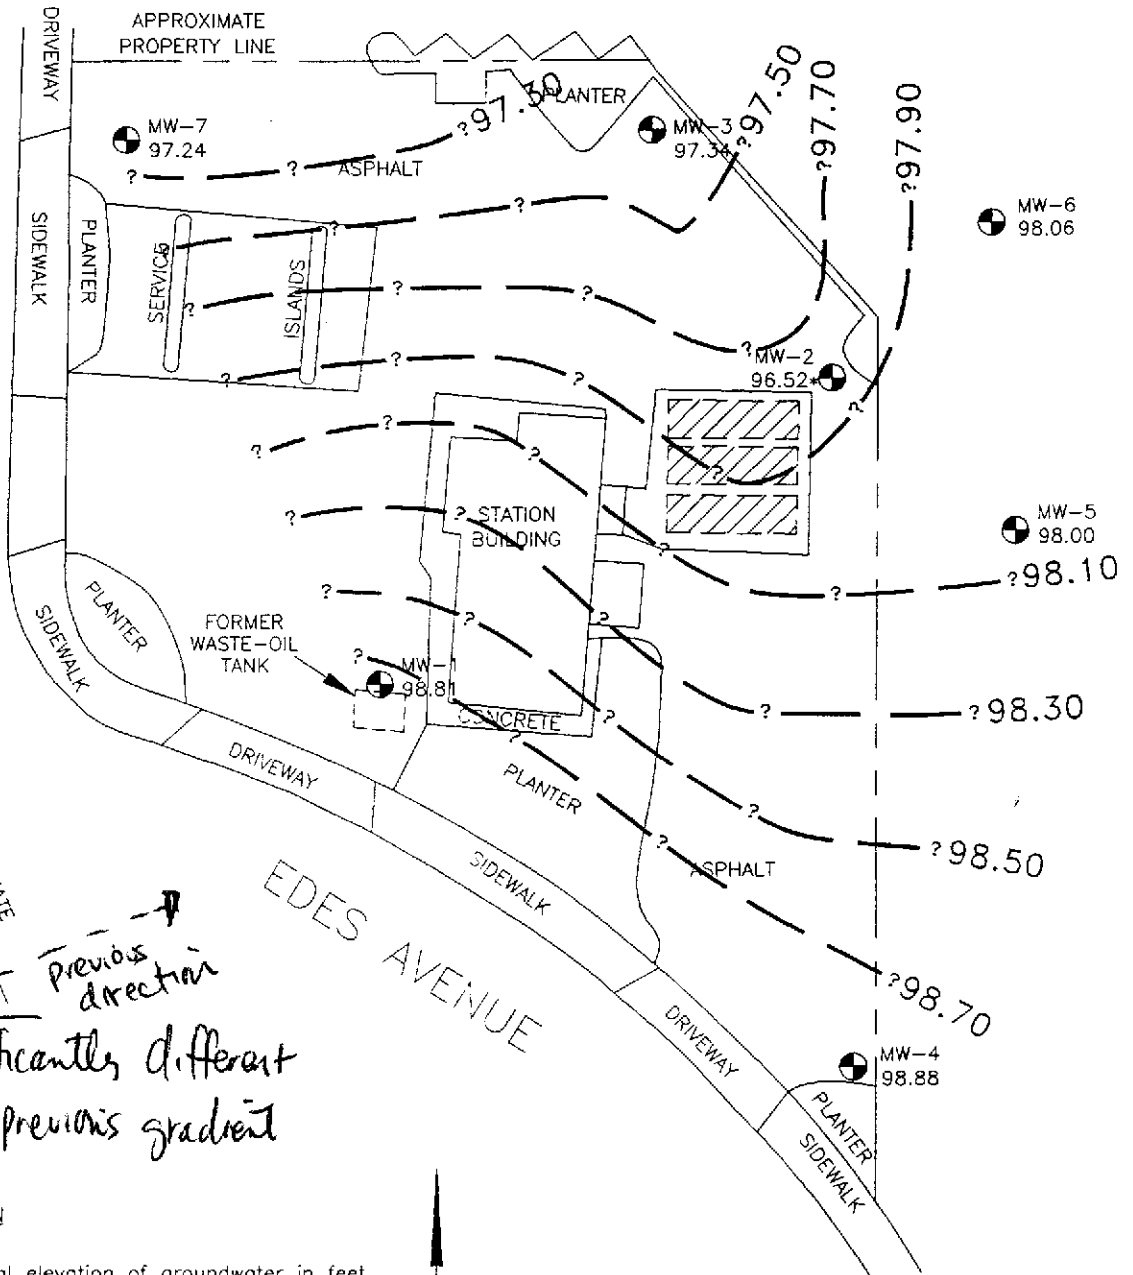 DRIVEWAY
APPROXIMATE
PROPERTY LINE
MW-7
97.24
?97.30
PLANTER
MW-3
97.34
?97.50
?97.70
?97.90
MW-6
98.06
ASPHALT
SIDEWALK
PLANTER
SERVICE
ISLANDS
MW-2
96.52*
STATION
BUILDING
MW-5
98.00
?98.10
SIDEWALK
PLANTER
FORMER
WASTE-OIL
TANK
MW-1
98.81
CONCRETE
?98.30
DRIVEWAY
PLANTER
SIDEWALK
ASPHALT
?98.50
EDES AVENUE
?98.70
DRIVEWAY
MW-4
98.88
PLANTER
SIDEWALK
previous
direction
ficantly different
previous gradient
elevation of groundwater in feet